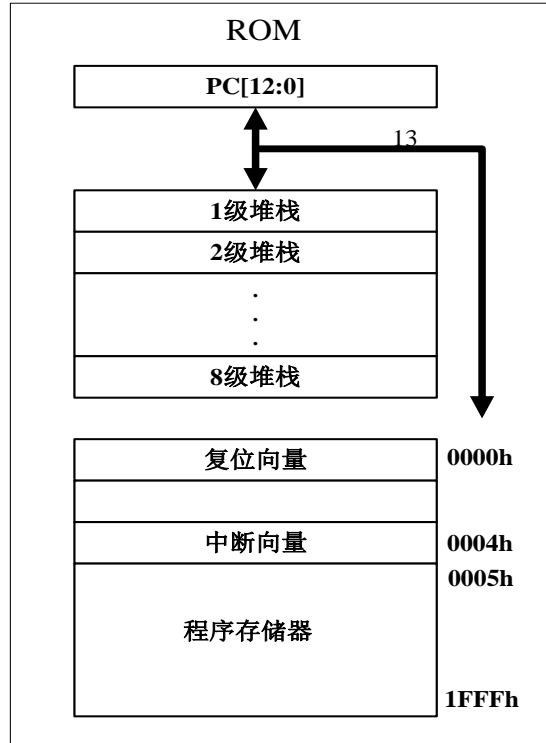 ROM
PC[12:0]
13
1级堆栈
2级堆栈
.
.
.
8级堆栈
复位向量 0000h
中断向量 0004h
0005h
程序存储器
1FFFh